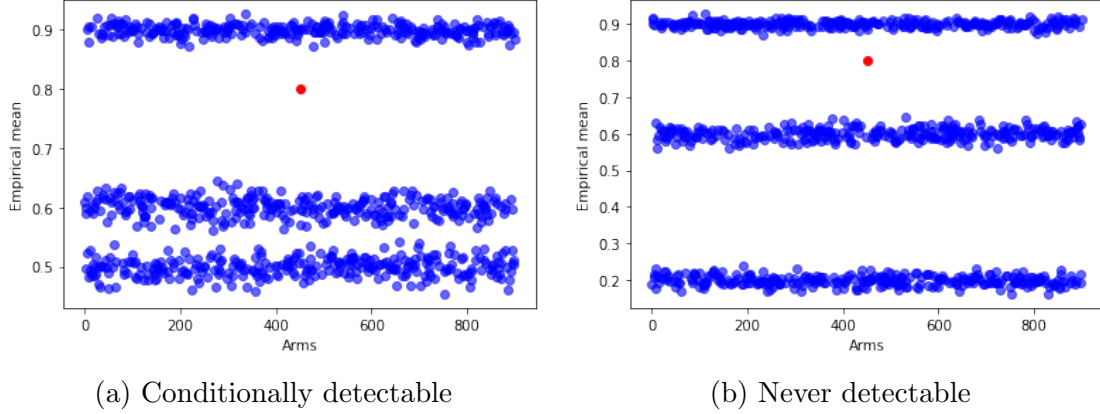 0.9
0.8
0.7
0.6
0.5
Empirical mean
0 200 400 600 800
Arms
(a) Conditionally detectable
0.9
0.8
0.7
0.6
0.5
0.4
0.3
0.2
Empirical mean
0 200 400 600 800
Arms
(b) Never detectable